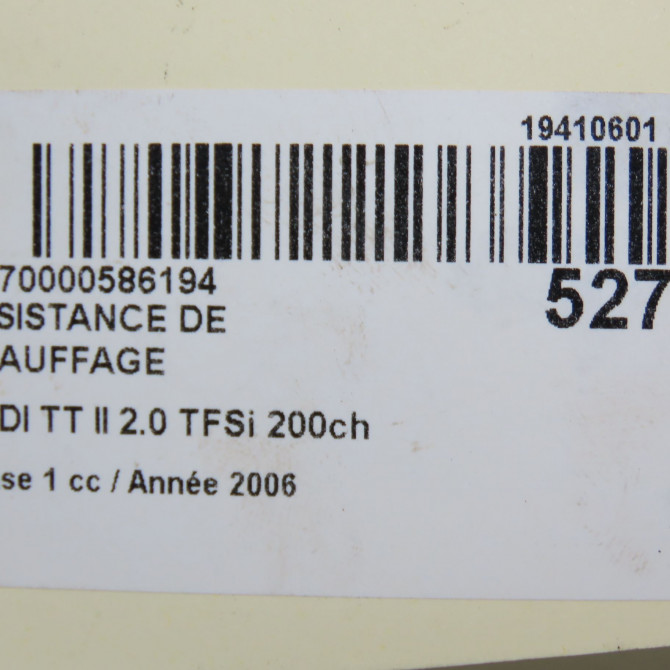 19410601
70000586194
527
SISTANCE DE
AUFFAGE
DI TT II 2.0 TFSi 200ch
se 1 cc / Année 2006